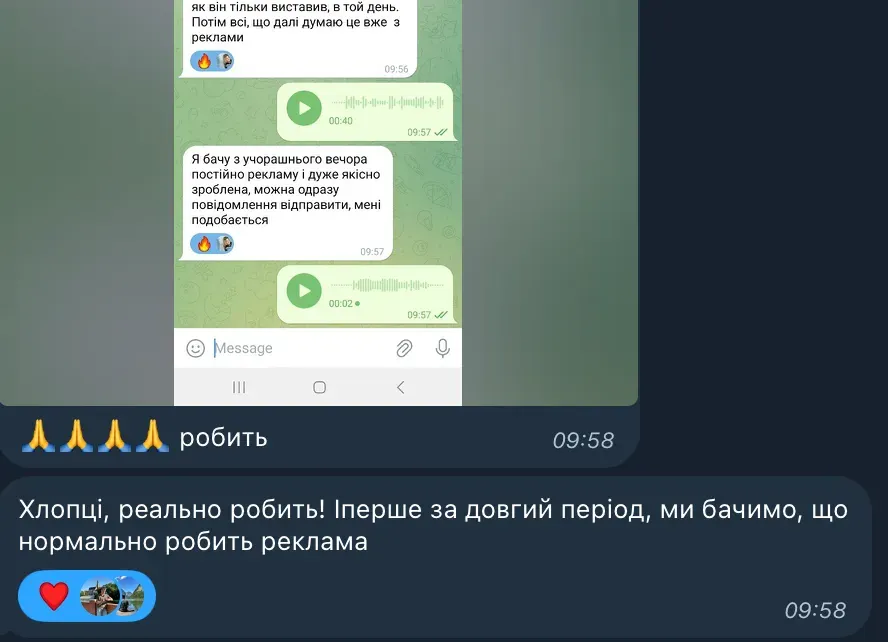 як він тільки виставив, в той день.
Потім всі, що далі думаю це вже з
реклами
09:56
00:40
09:57
Я бачу з учорашнього вечора
постійно рекламу і дуже якісно
зроблена, можна одразу
повідомлення відправити, мені
подобається
09:57
00:02
09:57
Message
🙏🙏🙏🙏 робить
09:58
Хлопці, реально робить! Іперше за довгий період, ми бачимо, що
нормально робить реклама
09:58